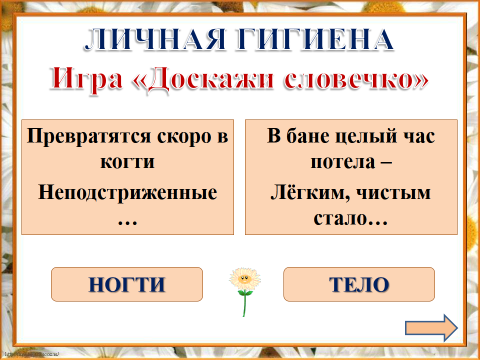 ЛИЧНАЯ ГИГИЕНА
Игра «Доскажи словечко»
Превратятся скоро в
когти
Неподстриженные
…
В бане целый час
потела –
Лёгким, чистым
стало…
НОГТИ
ТЕЛО